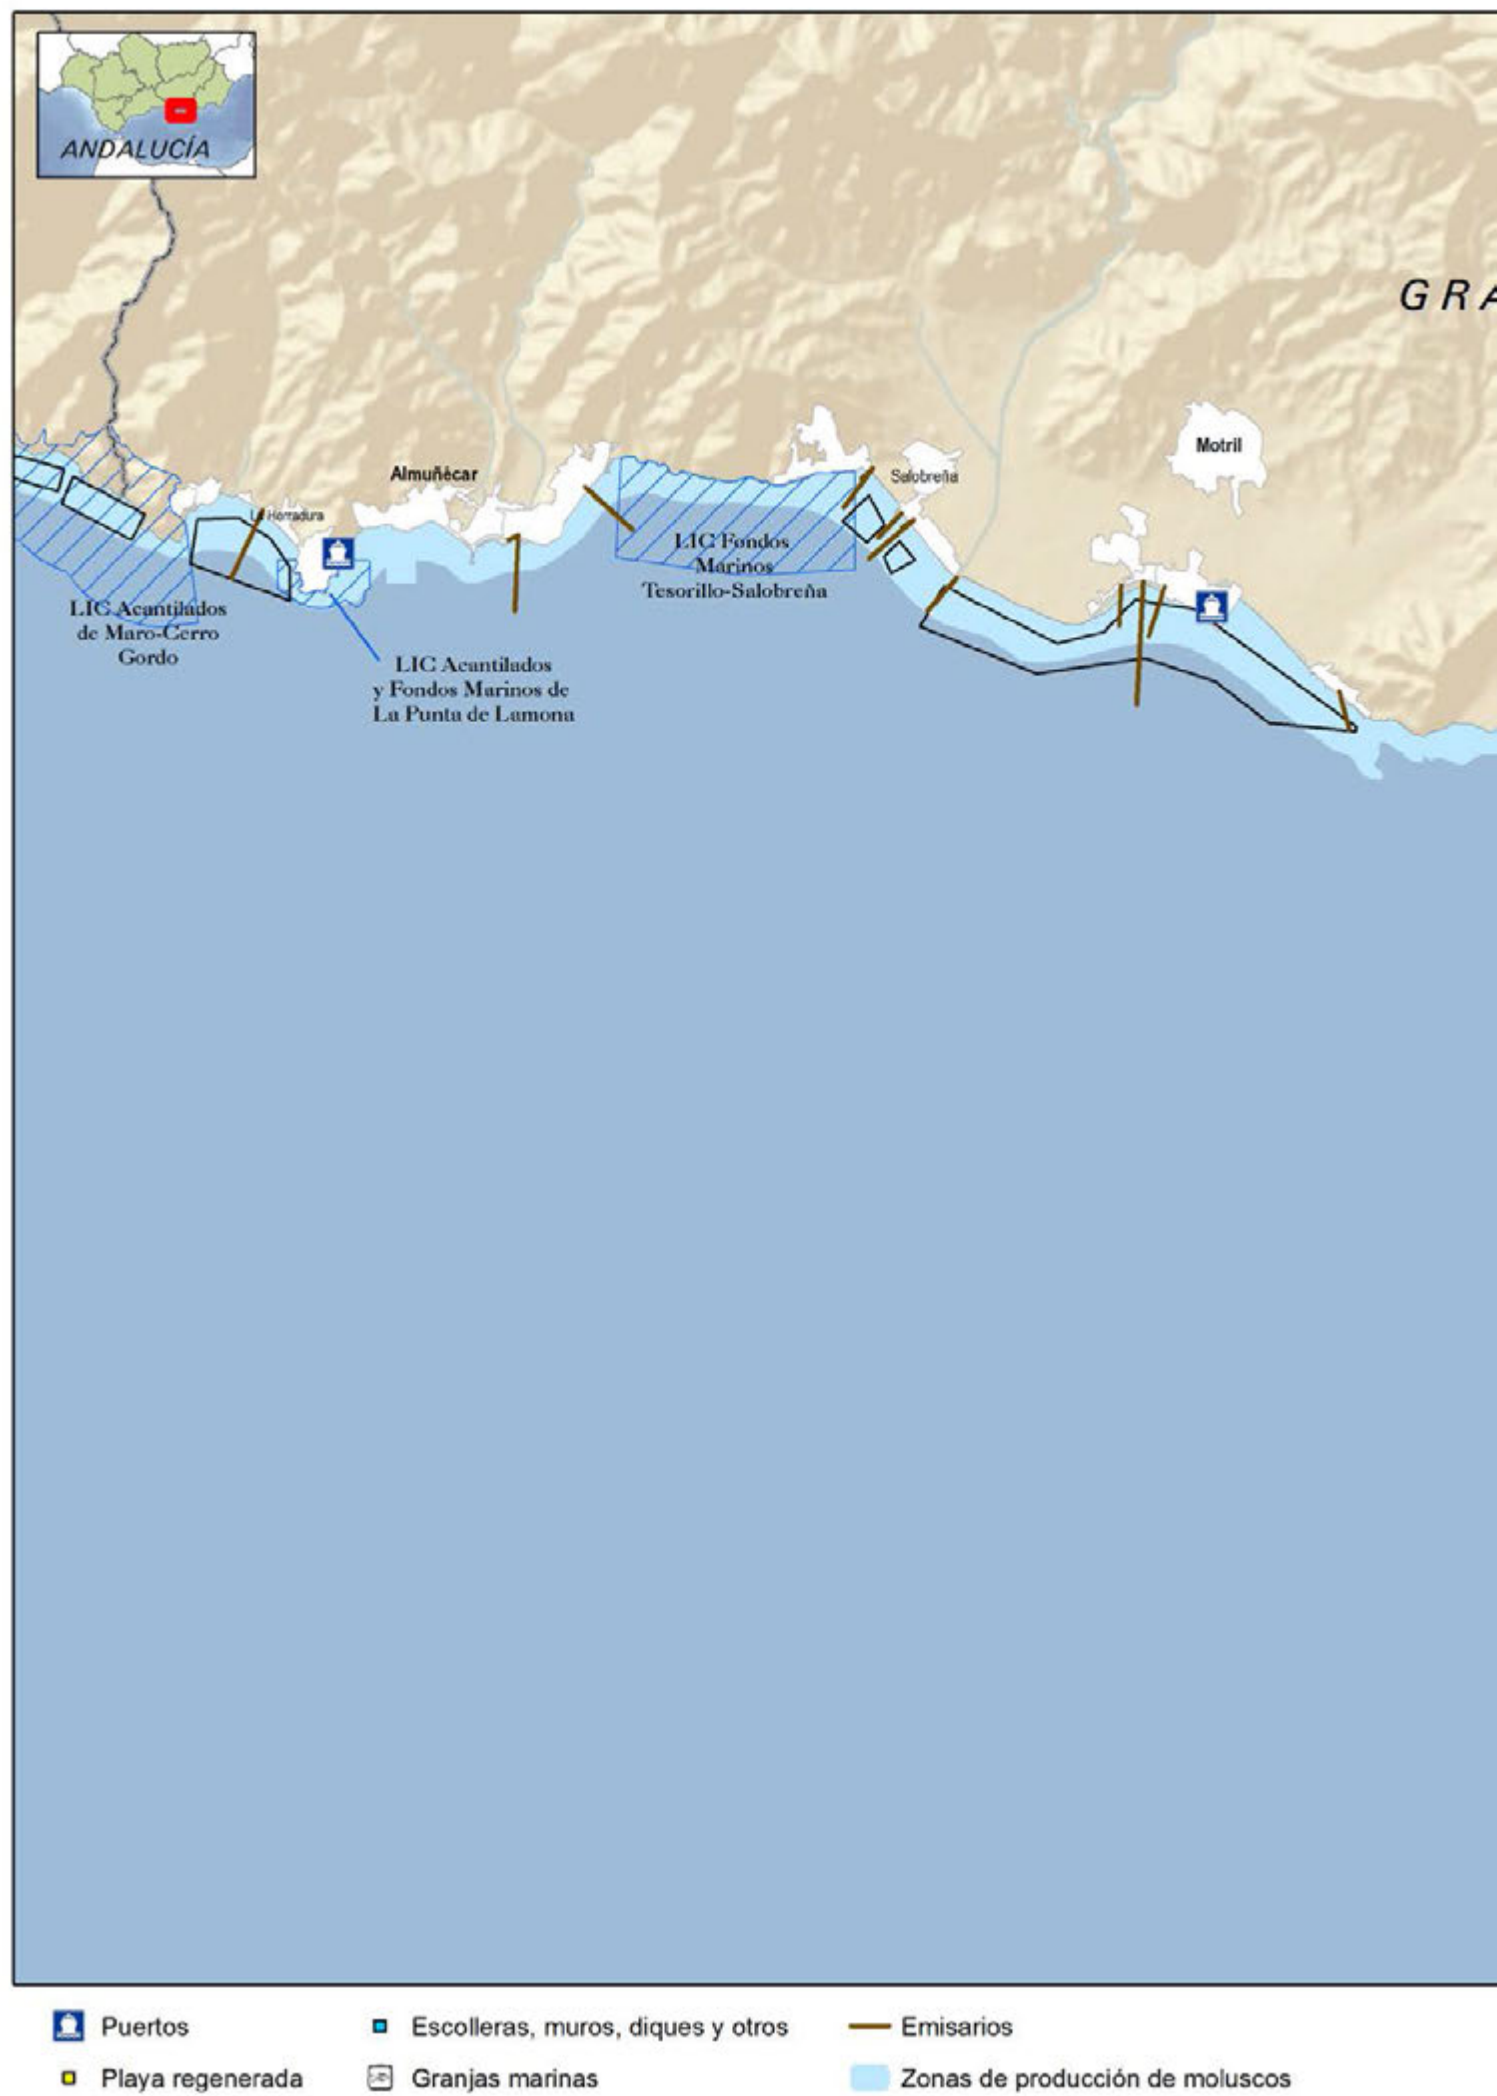 ANDALUCÍA
GRA
Motril
Almuñécar
Salobreña
La Herradura
LIC Fondos
Marinos
Tesorillo-Salobreña
LIC Acantilados
de Maro-Cerro
Gordo
LIC Acantilados
y Fondos Marinos de
La Punta de Lamona
Puertos
Escolleras, muros, diques y otros
Emisarios
Playa regenerada
Granjas marinas
Zonas de producción de moluscos